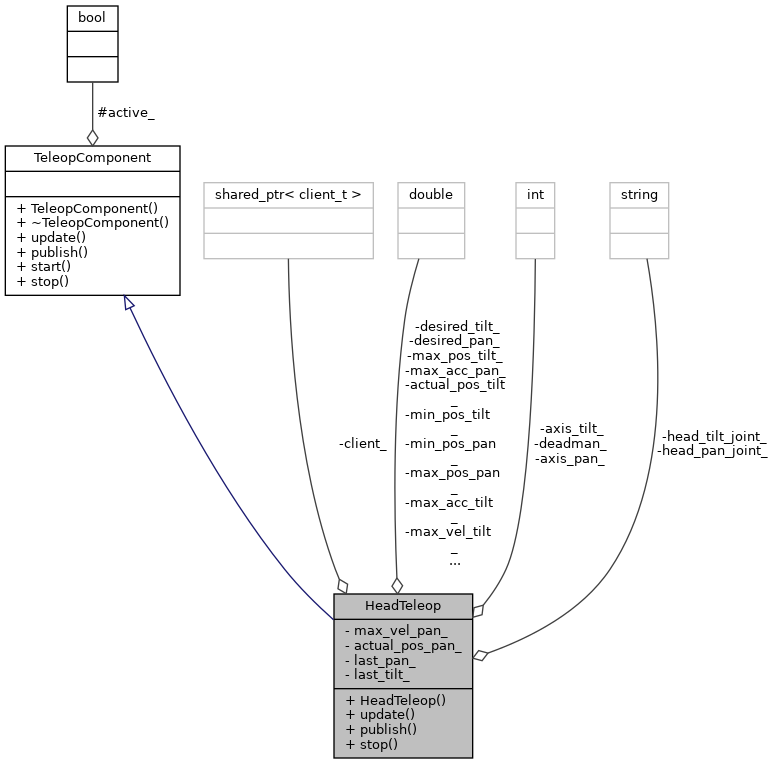 bool
#active_
TeleopComponent
+ TeleopComponent()
+ ~TeleopComponent()
+ update()
+ publish()
+ start()
+ stop()
shared_ptr< client_t >
double
int
string
-client_
-desired_tilt_
-desired_pan_
-max_pos_tilt_
-max_acc_pan_
-actual_pos_tilt
_
-min_pos_tilt
_
-min_pos_pan
_
-max_pos_pan
_
-max_acc_tilt
_
-max_vel_tilt
_
...
-axis_tilt_
-deadman_
-axis_pan_
-head_tilt_joint_
-head_pan_joint_
HeadTeleop
- max_vel_pan_
- actual_pos_pan_
- last_pan_
- last_tilt_
+ HeadTeleop()
+ update()
+ publish()
+ stop()